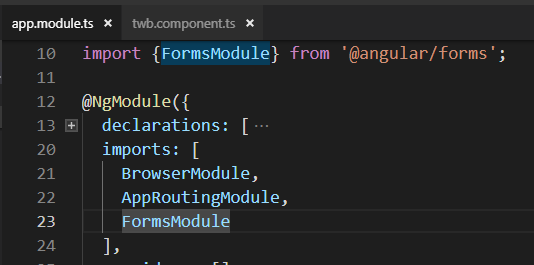 app.module.ts × twb.component.ts ×
10 import {FormsModule} from '@angular/forms';
11
12 @NgModule({
13 declarations: [ ...
20 imports: [
21 BrowserModule,
22 AppRoutingModule,
23 FormsModule
24 ],